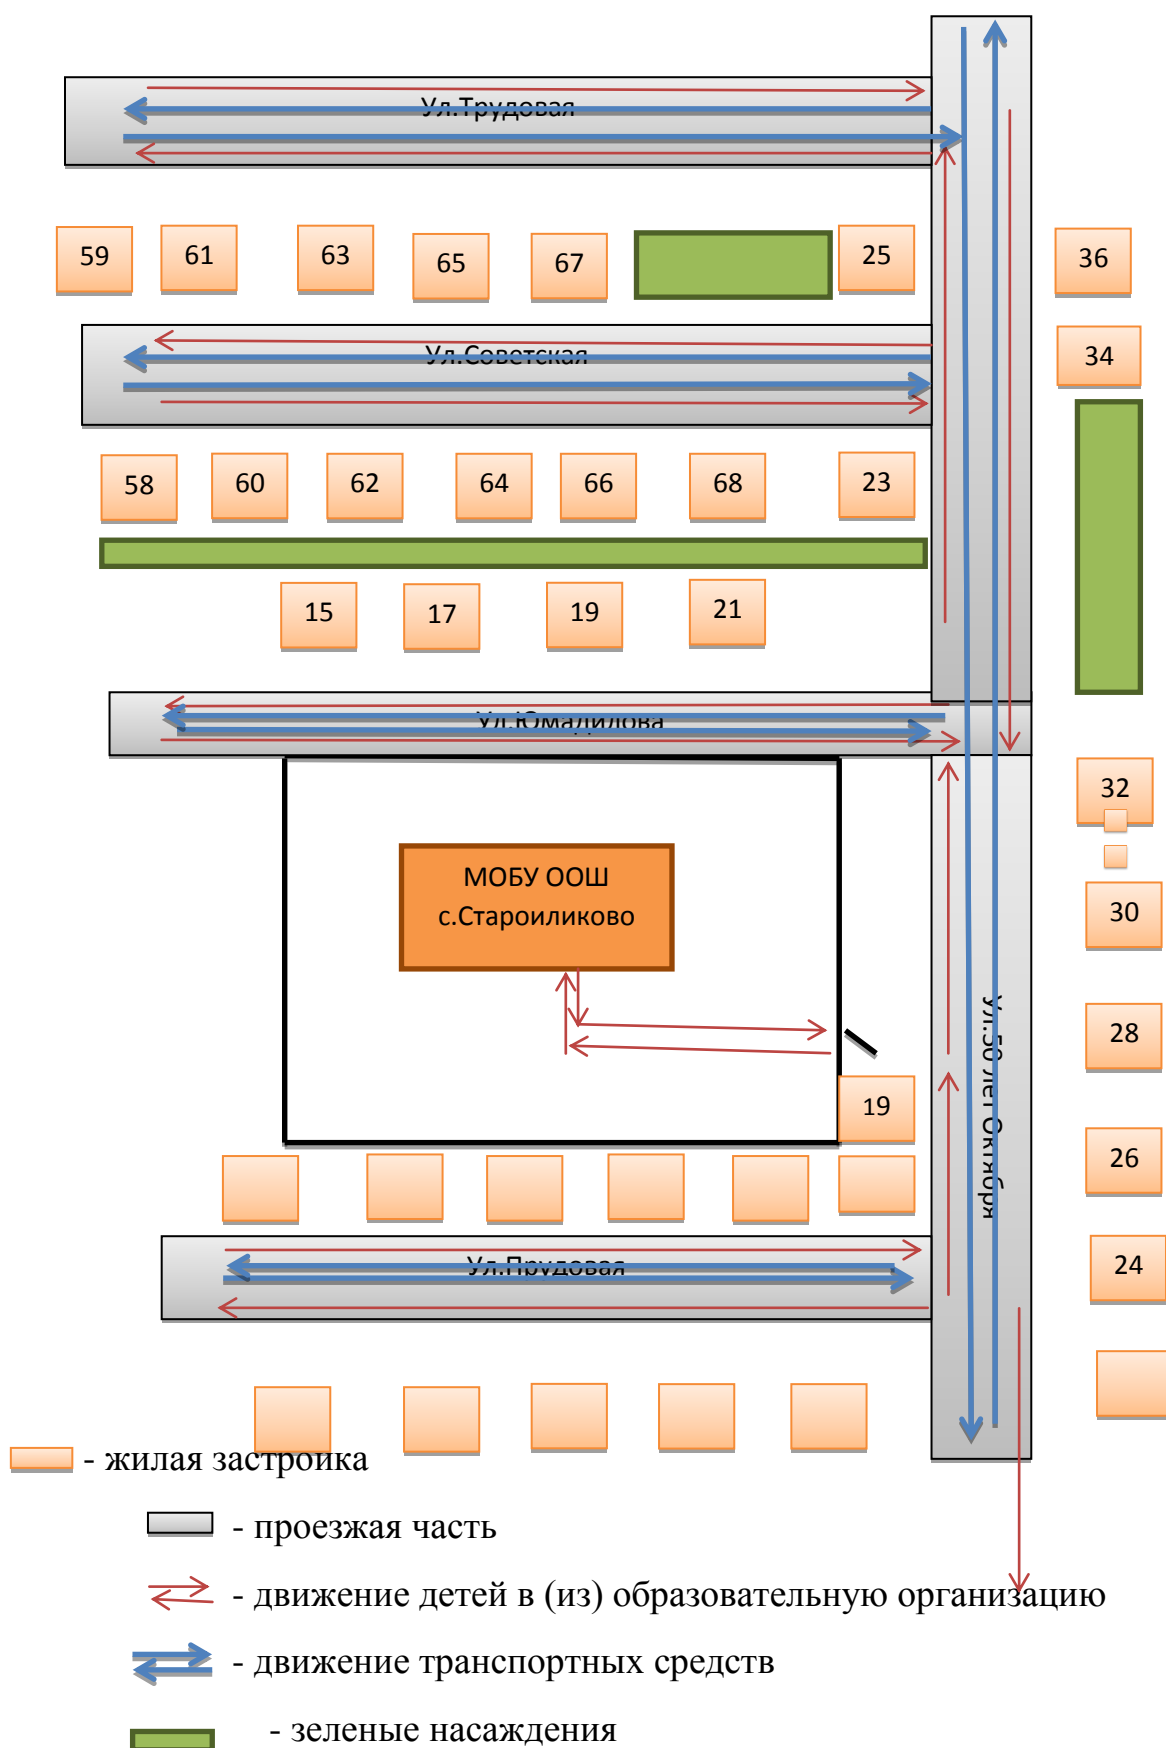 Ул.Трудовая
59 61 63 65 67 25 36
Ул.Советская
34
58 60 62 64 66 68 23
15 17 19 21
Ул.Юмадилова
32
МОБУ ООШ
с.Староиликово
30
Ул.50 лет Октября
28
19
26
Ул.Прудовая
24
- жилая застройка
- проезжая часть
- движение детей в (из) образовательную организацию
- движение транспортных средств
- зеленые насаждения